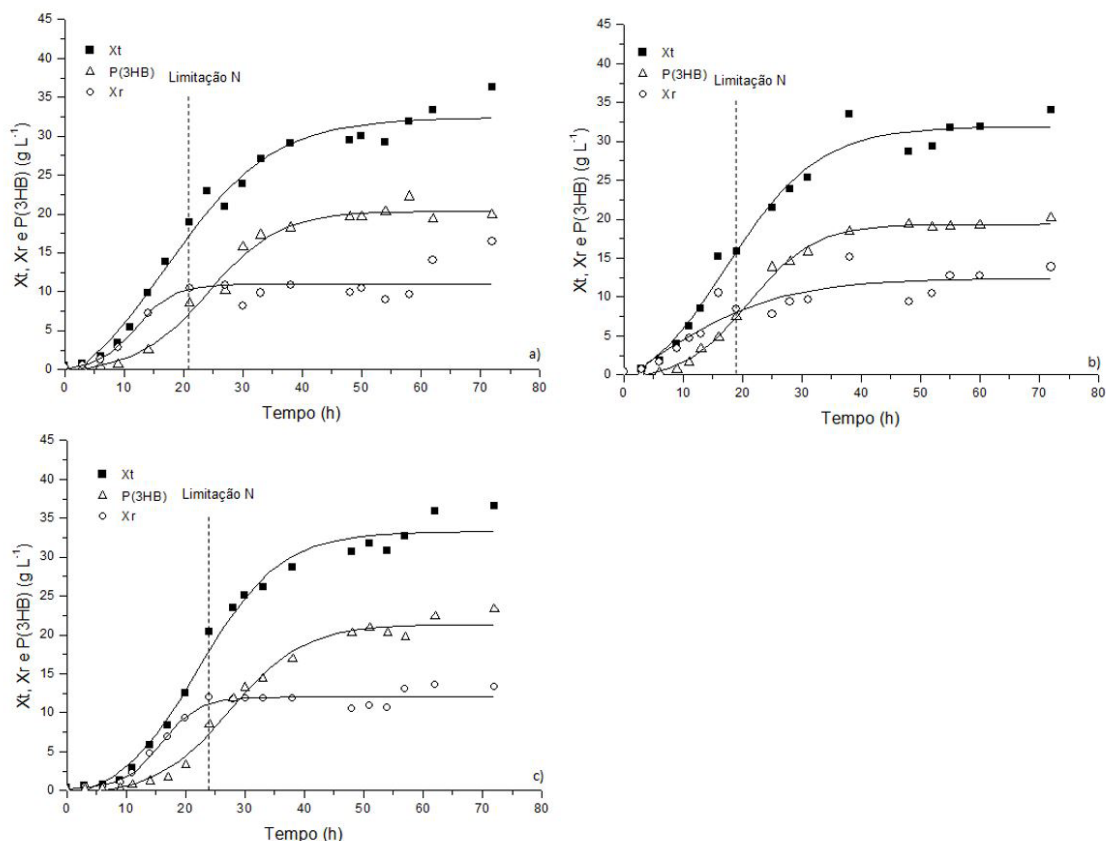 Xt, Xr e P(3HB) (g L⁻¹)
45
40
35
30
25
20
15
10
5
0
Xt
P(3HB)
Xr
Limitação N
a)
0 10 20 30 40 50 60 70 80
Tempo (h)
Xt, Xr e P(3HB) (g L⁻¹)
45
40
35
30
25
20
15
10
5
0
Xt
P(3HB)
Xr
Limitação N
b)
0 10 20 30 40 50 60 70 80
Tempo (h)
Xt, Xr e P(3HB) (g L⁻¹)
45
40
35
30
25
20
15
10
5
0
Xt
P(3HB)
Xr
Limitação N
c)
0 10 20 30 40 50 60 70 80
Tempo (h)